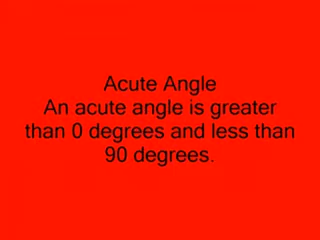 Acute Angle
An acute angle is greater
than 0 degrees and less than
90 degrees.